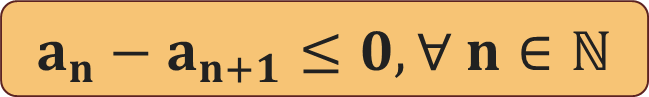 aₙ − aₙ₊₁ ≤ 0, ∀ n ∈ ℕ